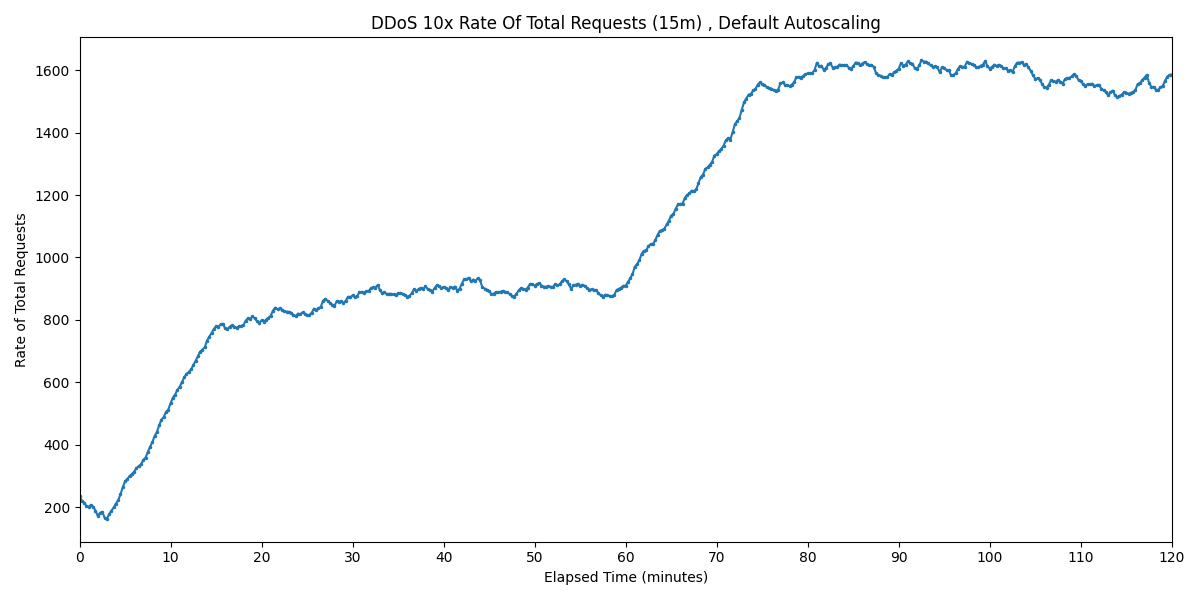 DDoS 10x Rate Of Total Requests (15m) , Default Autoscaling
Rate of Total Requests
1600
1400
1200
1000
800
600
400
200
0 10 20 30 40 50 60 70 80 90 100 110 120
Elapsed Time (minutes)